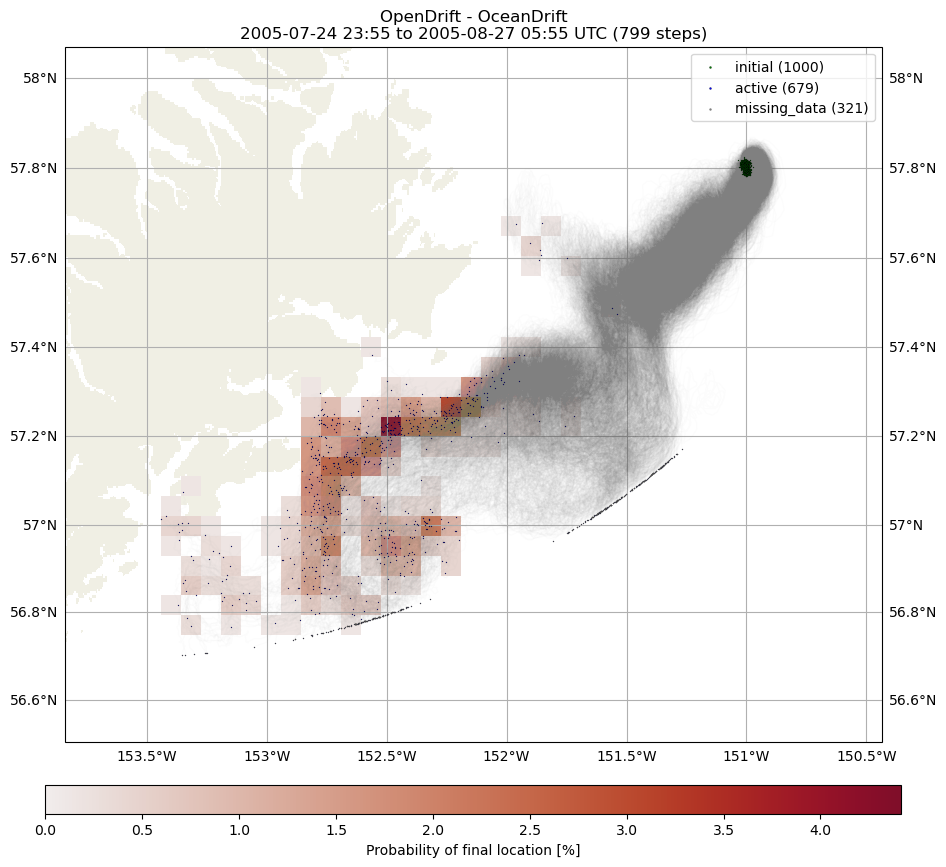 OpenDrift - OceanDrift
2005-07-24 23:55 to 2005-08-27 05:55 UTC (799 steps)
initial (1000)
active (679)
missing_data (321)
58°N 58°N
57.8°N 57.8°N
57.6°N 57.6°N
57.4°N 57.4°N
57.2°N 57.2°N
57°N 57°N
56.8°N 56.8°N
56.6°N 56.6°N
153.5°W 153°W 152.5°W 152°W 151.5°W 151°W 150.5°W
0.0 0.5 1.0 1.5 2.0 2.5 3.0 3.5 4.0
Probability of final location [%]